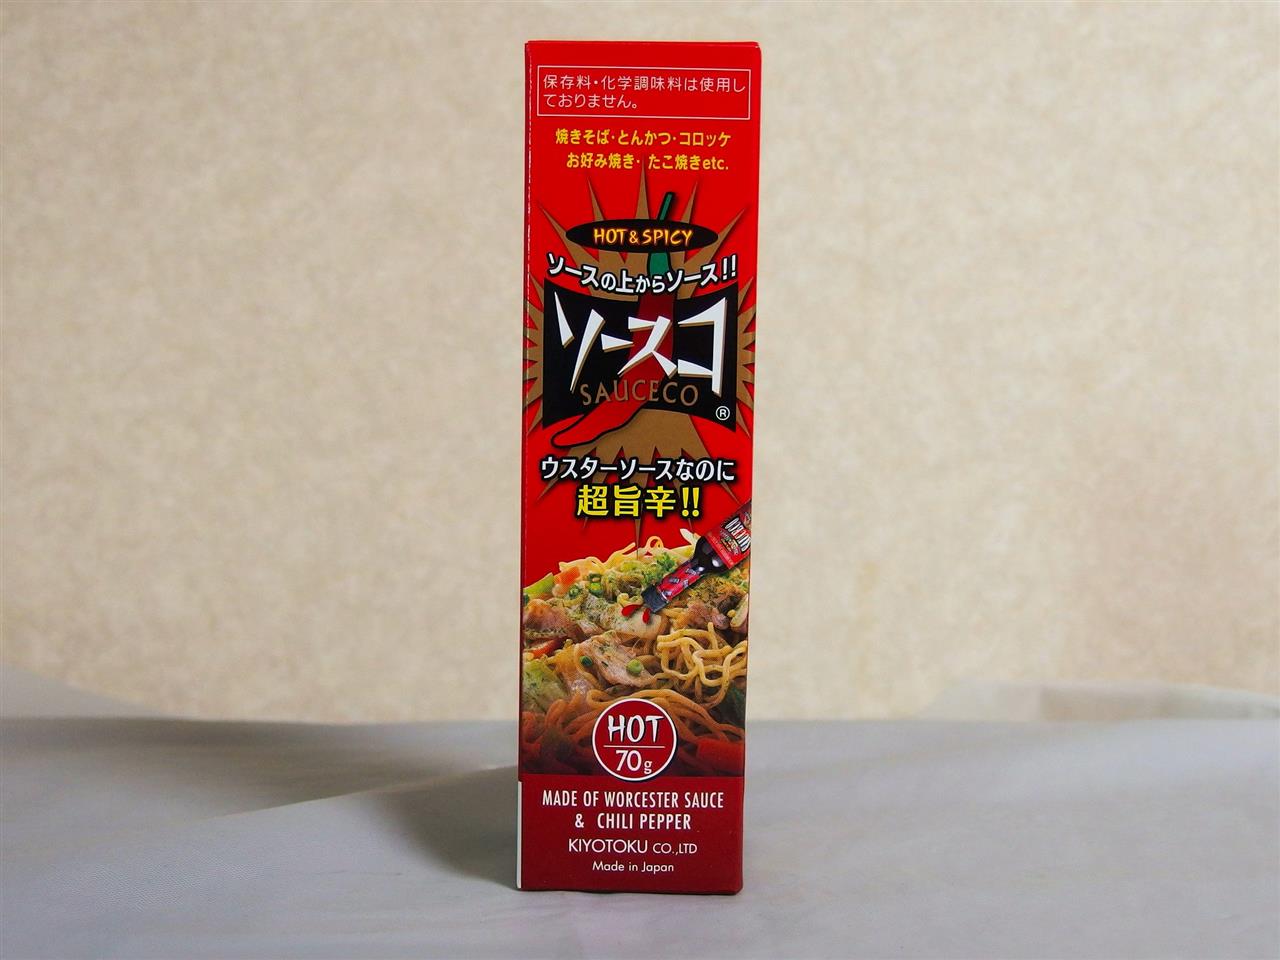 保存料・化学調味料は使用し
ておりません。
焼きそば・とんかつ・コロッケ
お好み焼き・たこ焼きetc.
HOT&SPICY
ソースの上からソース!!
ソースコ
SAUCECO
®
ウスターソースなのに
超旨辛!!
HOT
70g
MADE OF WORCESTER SAUCE
& CHILI PEPPER
KIYOTOKU CO.,LTD
Made in Japan